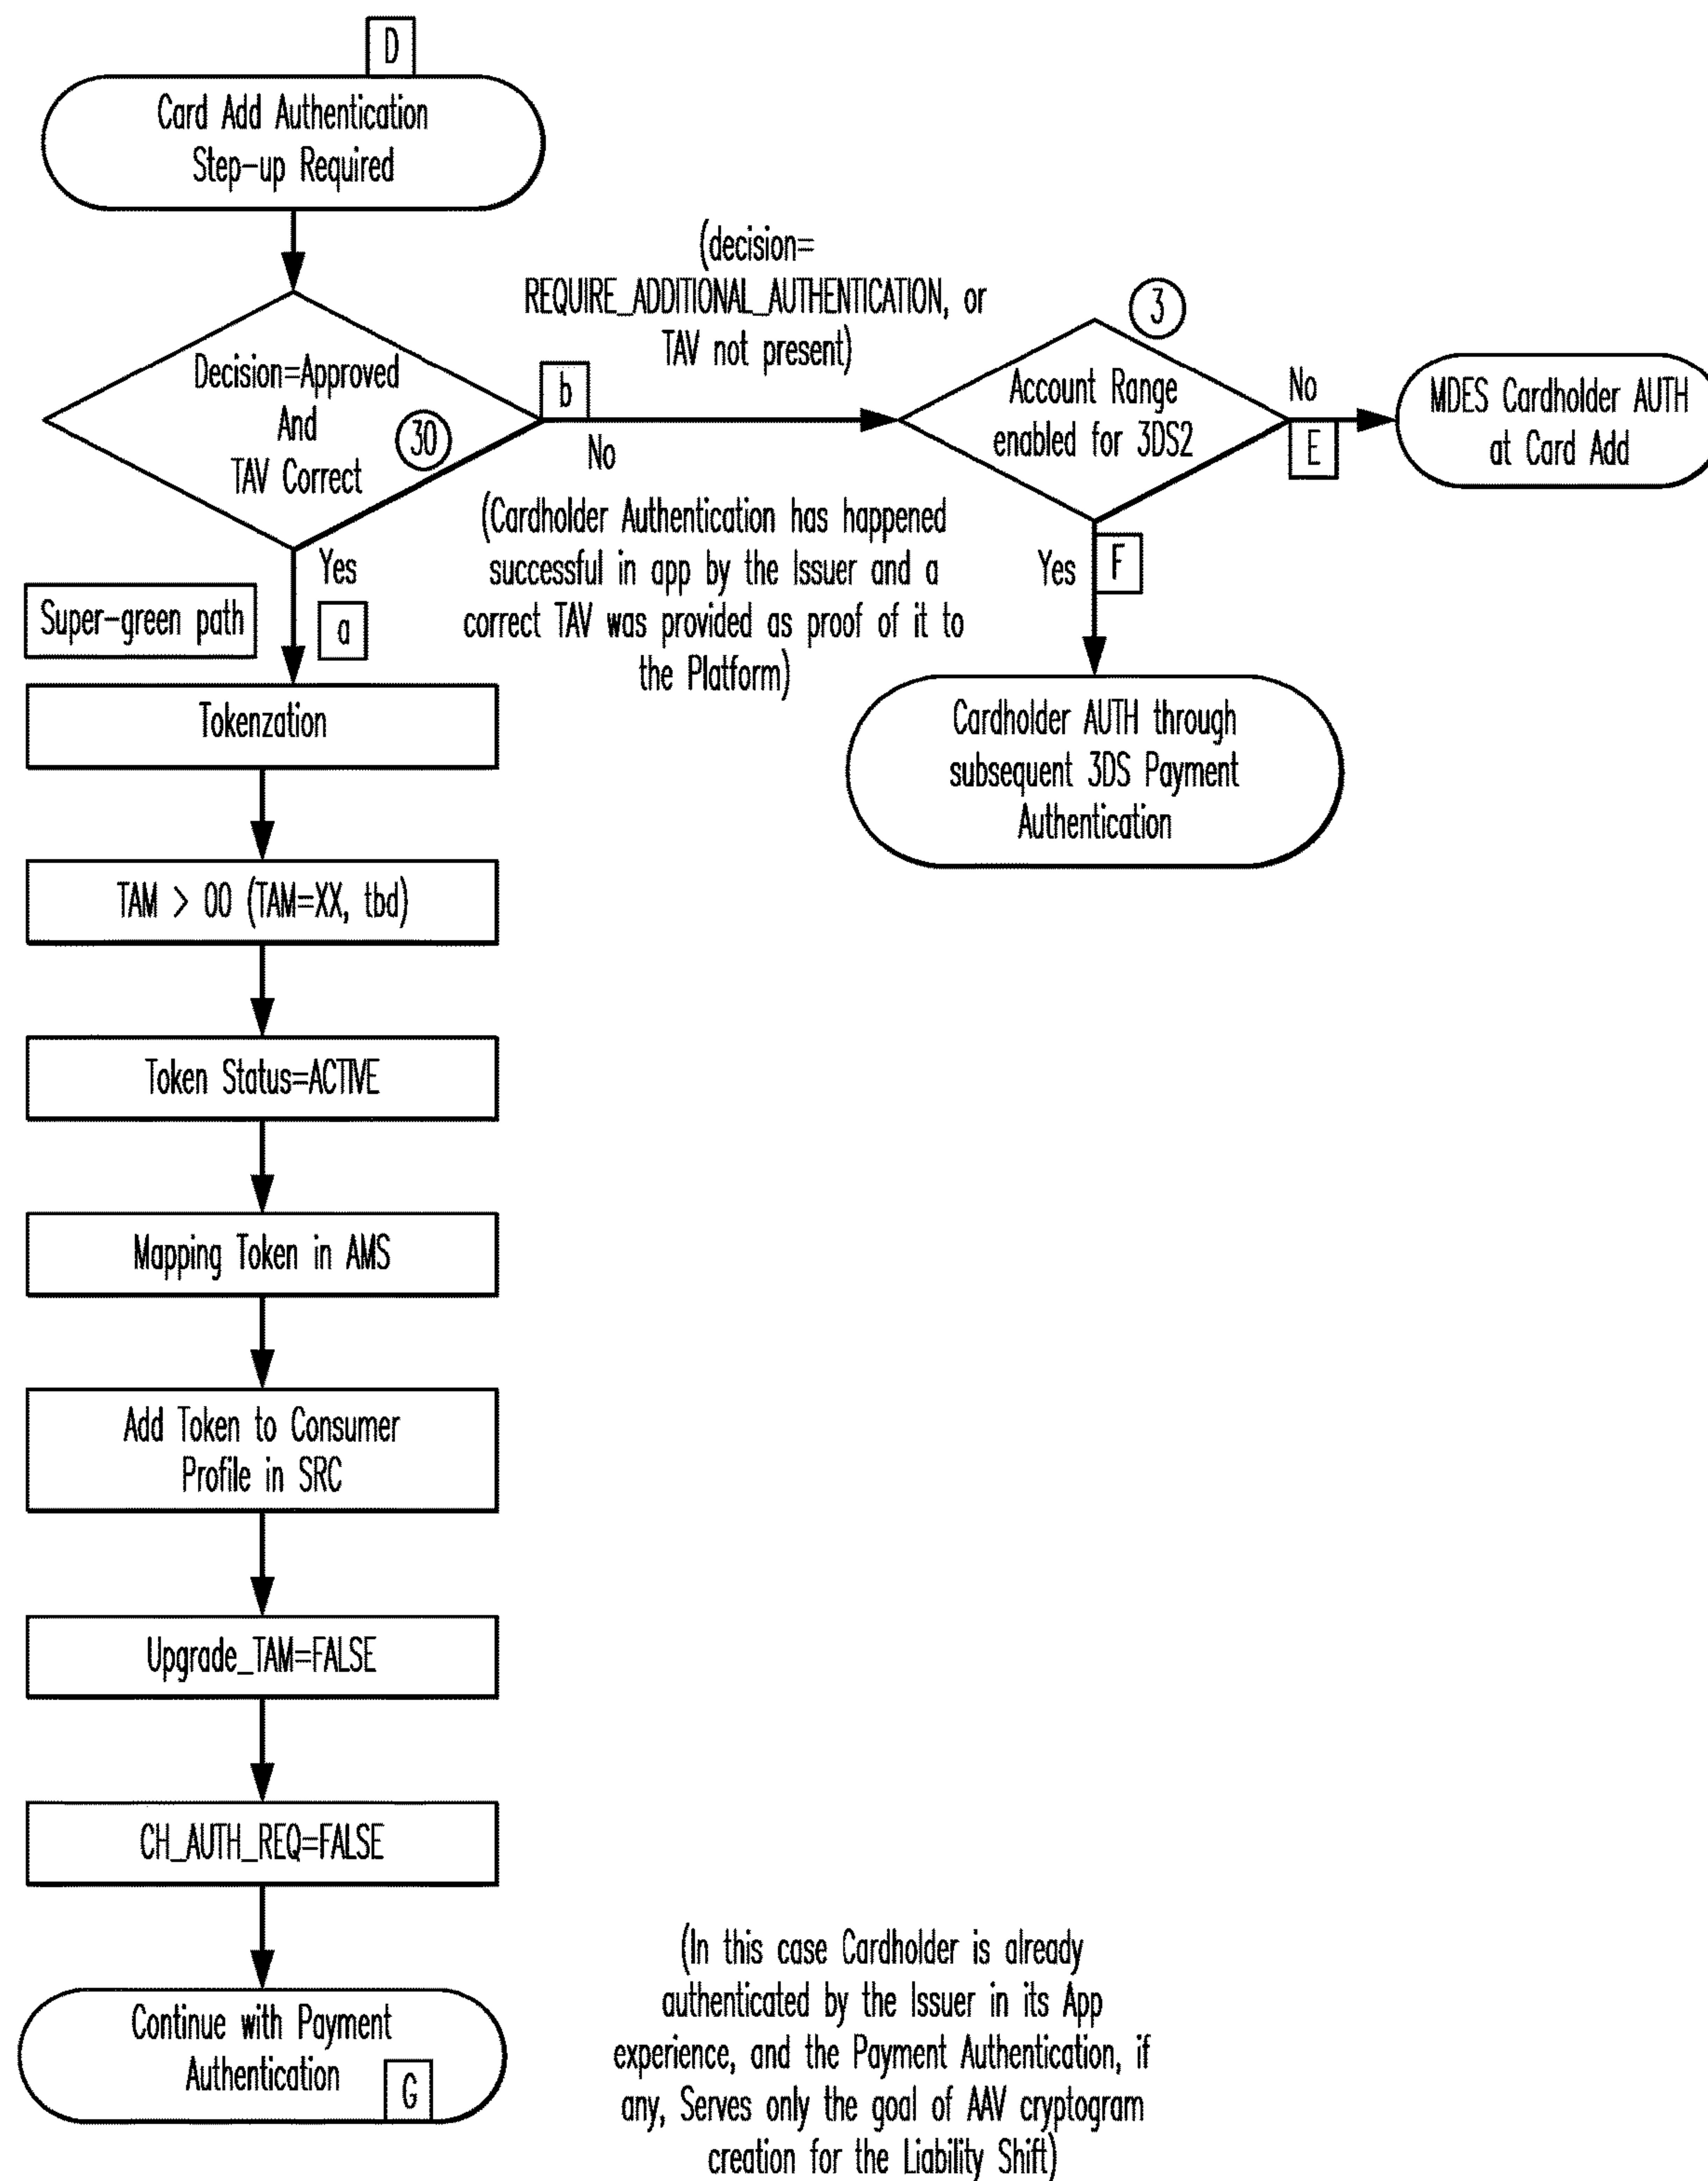 D
Card Add Authentication
Step-up Required
(decision=
REQUIRE_ADDITIONAL_AUTHENTICATION, or
TAV not present)
Decision=Approved
And
TAV Correct
30
b
No
3
Account Range
enabled for 3DS2
No
E
MDES Cardholder AUTH
at Card Add
(Cardholder Authentication has happened
successful in app by the Issuer and a
correct TAV was provided as proof of it to
the Platform)
Yes
F
Yes
a
Super-green path
Cardholder AUTH through
subsequent 3DS Payment
Authentication
Tokenzation
TAM > 00 (TAM=XX, tbd)
Token Status=ACTIVE
Mapping Token in AMS
Add Token to Consumer
Profile in SRC
Upgrade_TAM=FALSE
CH_AUTH_REQ=FALSE
Continue with Payment
Authentication
G
(In this case Cardholder is already
authenticated by the Issuer in its App
experience, and the Payment Authentication, if
any, Serves only the goal of AAV cryptogram
creation for the Liability Shift)